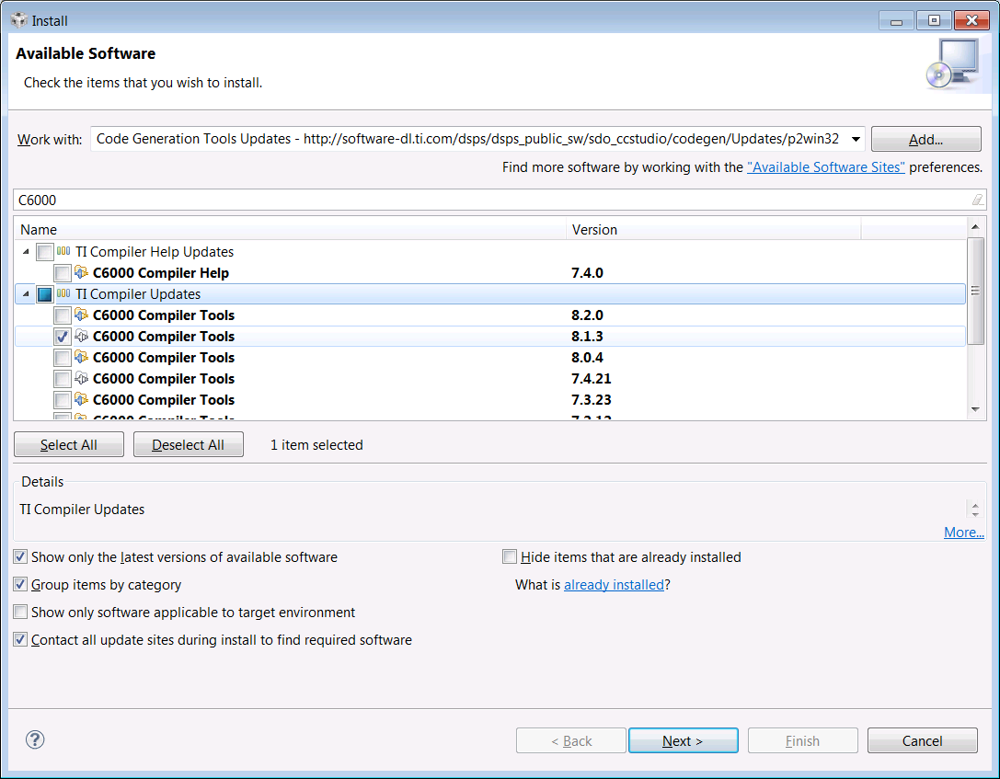 Install
Available Software
Check the items that you wish to install.
Work with: Code Generation Tools Updates - http://software-dl.ti.com/dsps/dsps_public_sw/sdo_ccstudio/codegen/Updates/p2win32 Add...
Find more software by working with the "Available Software Sites" preferences.
C6000
Name Version
TI Compiler Help Updates
C6000 Compiler Help 7.4.0
TI Compiler Updates
C6000 Compiler Tools 8.2.0
C6000 Compiler Tools 8.1.3
C6000 Compiler Tools 8.0.4
C6000 Compiler Tools 7.4.21
C6000 Compiler Tools 7.3.23
C6000 Compiler Tools
Select All Deselect All 1 item selected
Details
TI Compiler Updates
More...
Show only the latest versions of available software Hide items that are already installed
Group items by category What is already installed?
Show only software applicable to target environment
Contact all update sites during install to find required software
? < Back Next > Finish Cancel